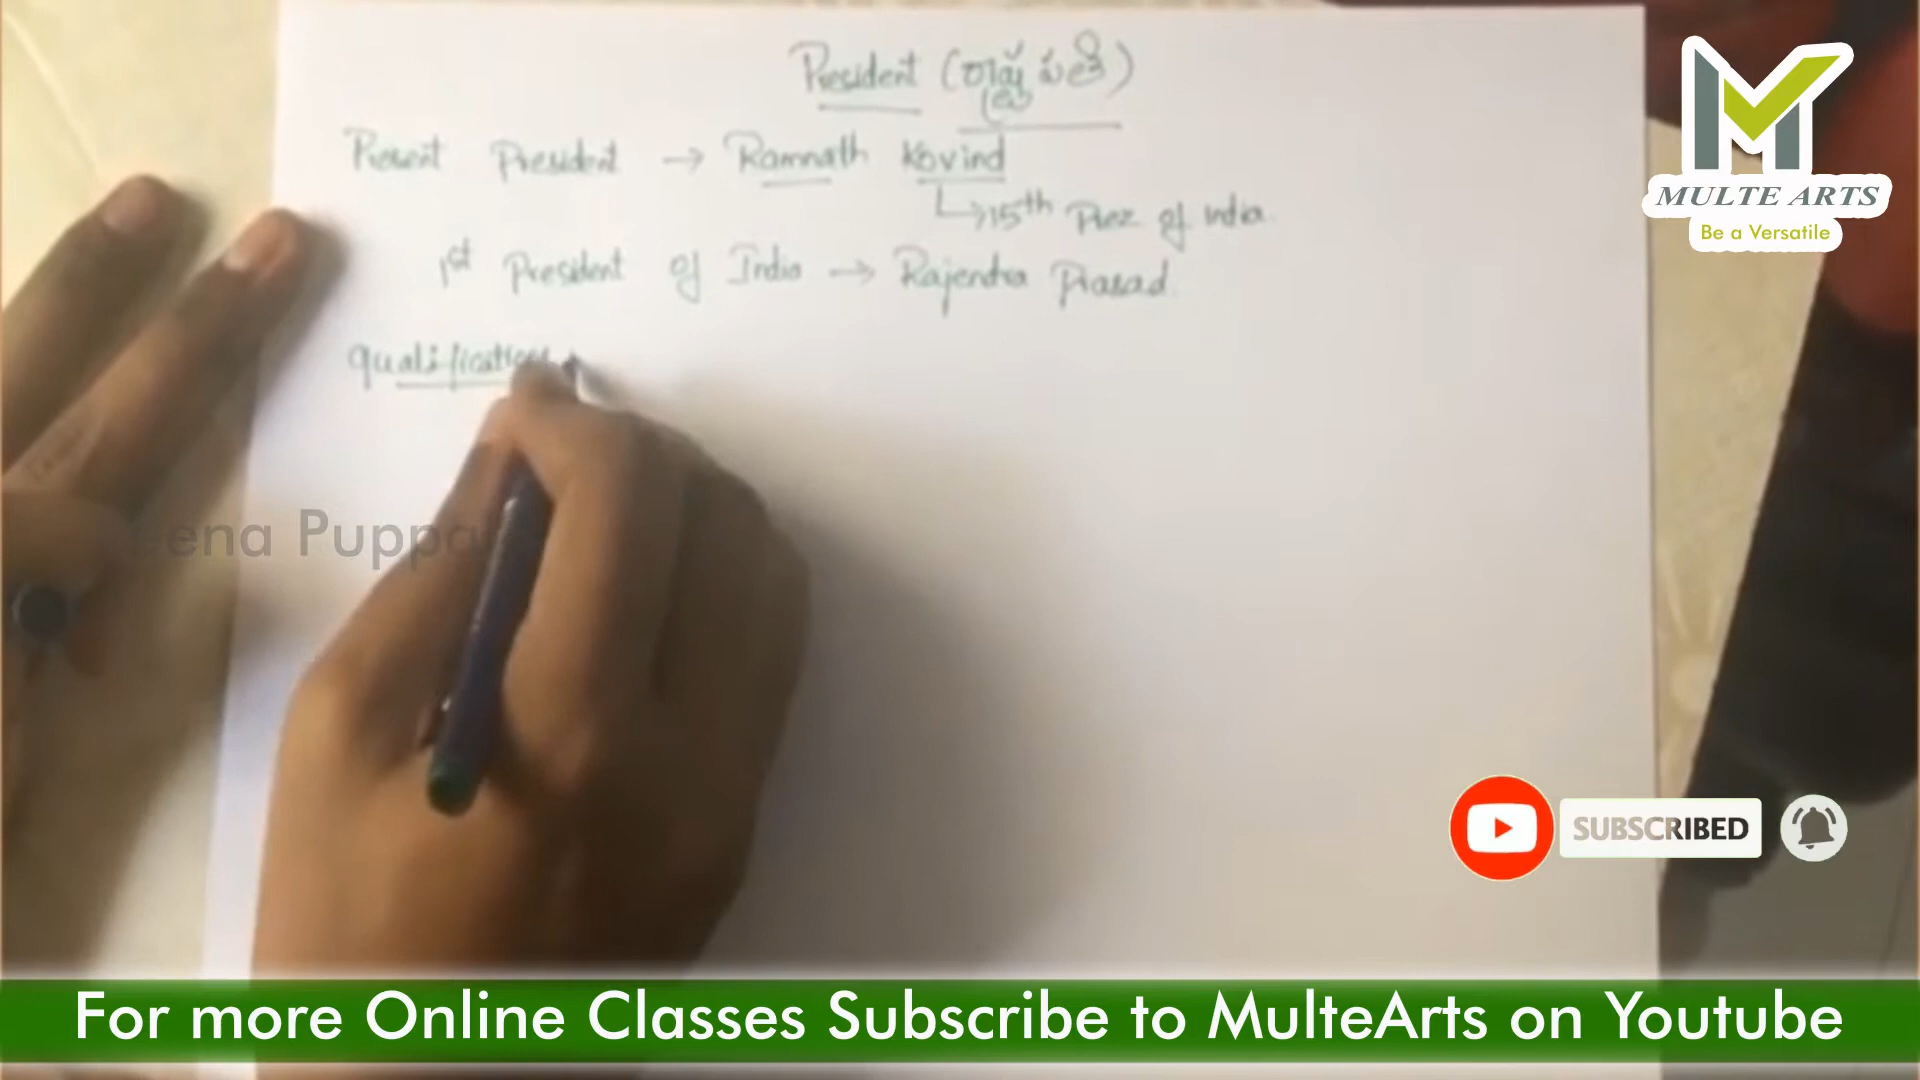 President (రాష్ట్రపతి)
Present President → Ramnath Kovind
↳ 15th Prez of india
1st President of India → Rajendra Prasad.
Qualifications
MULTE ARTS
Be a Versatile
SUBSCRIBED
For more Online Classes Subscribe to MulteArts on Youtube